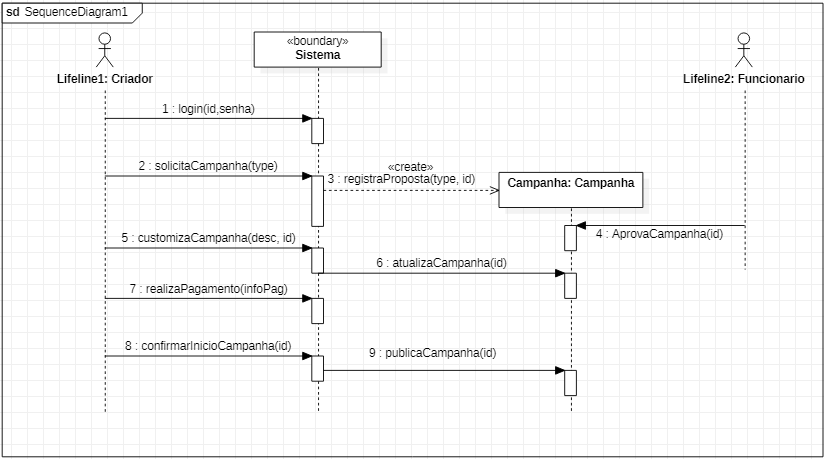 sd SequenceDiagram1
«boundary»
Sistema
Lifeline1: Criador
Lifeline2: Funcionario
1 : login(id,senha)
2 : solicitaCampanha(type)
«create»
3 : registraProposta(type, id)
Campanha: Campanha
4 : AprovaCampanha(id)
5 : customizaCampanha(desc, id)
6 : atualizaCampanha(id)
7 : realizaPagamento(infoPag)
8 : confirmarInicioCampanha(id)
9 : publicaCampanha(id)